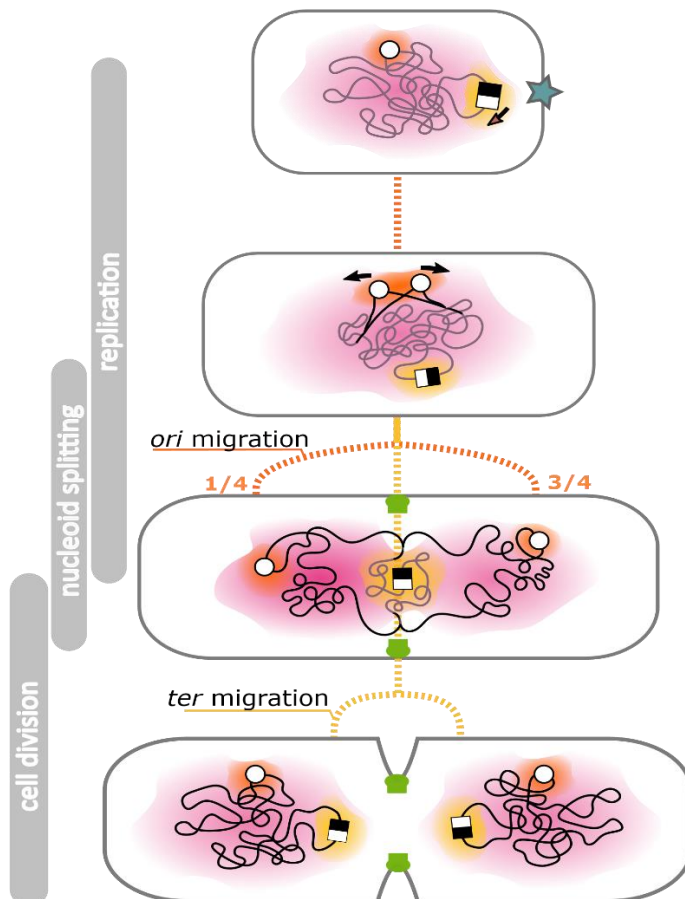 replication
ori migration
1/4
3/4
nucleoid splitting
ter migration
cell division